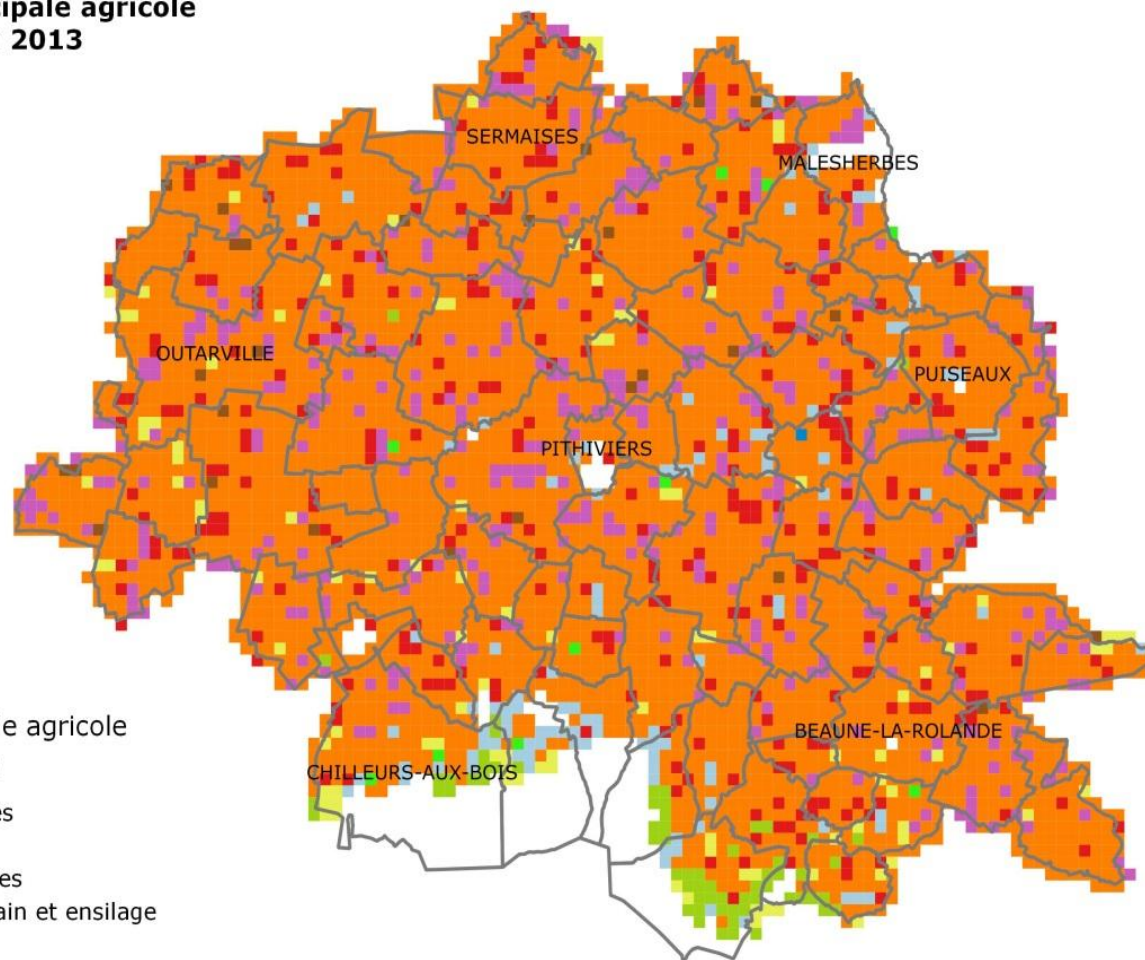 cipale agricole
2013
SERMAISES
MALESHERBES
OUTARVILLE
PUISEAUX
PITHIVIERS
e agricole
BEAUNE-LA-ROLANDE
CHILLEURS-AUX-BOIS
es
es
ain et ensilage